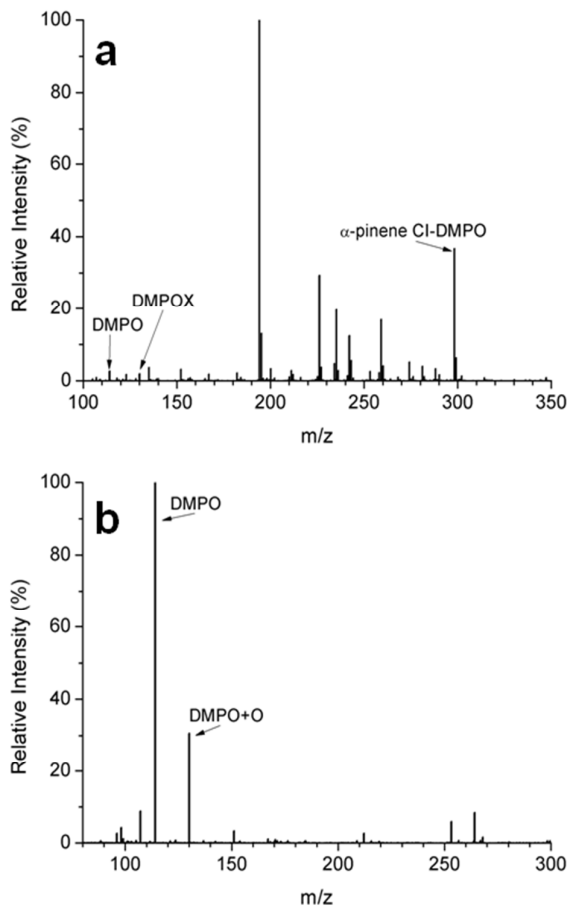 a
100
80
60
40
20
0
Relative Intensity (%)
α-pinene CI-DMPO
DMPOX
DMPO
100 150 200 250 300 350
m/z
b
100
80
60
40
20
0
Relative Intensity (%)
DMPO
DMPO+O
100 150 200 250 300
m/z